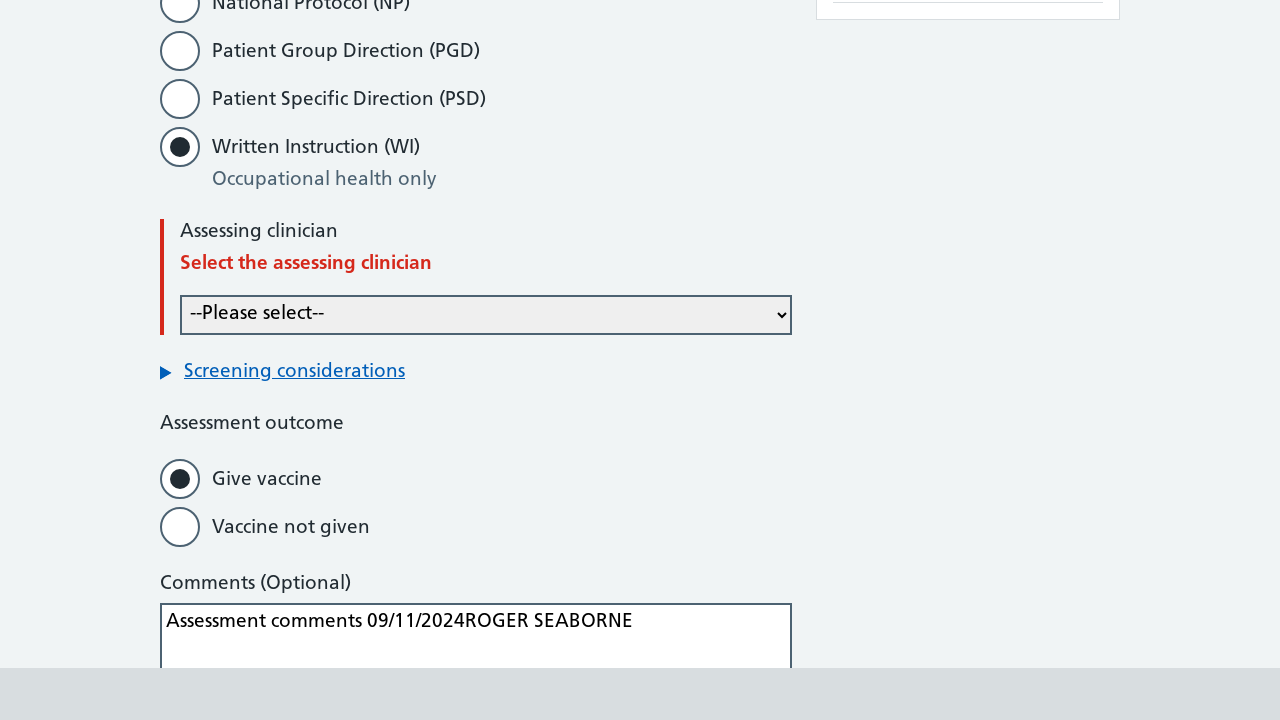 National Protocol (NP)
Patient Group Direction (PGD)
Patient Specific Direction (PSD)
Written Instruction (WI)
Occupational health only
Assessing clinician
Select the assessing clinician
--Please select--
Screening considerations
Assessment outcome
Give vaccine
Vaccine not given
Comments (Optional)
Assessment comments 09/11/2024ROGER SEABORNE